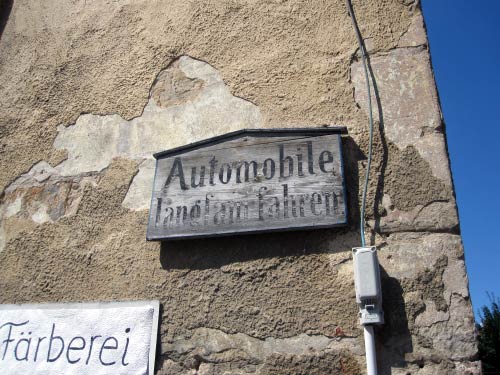 Automobile
langſam fahren
Färberei